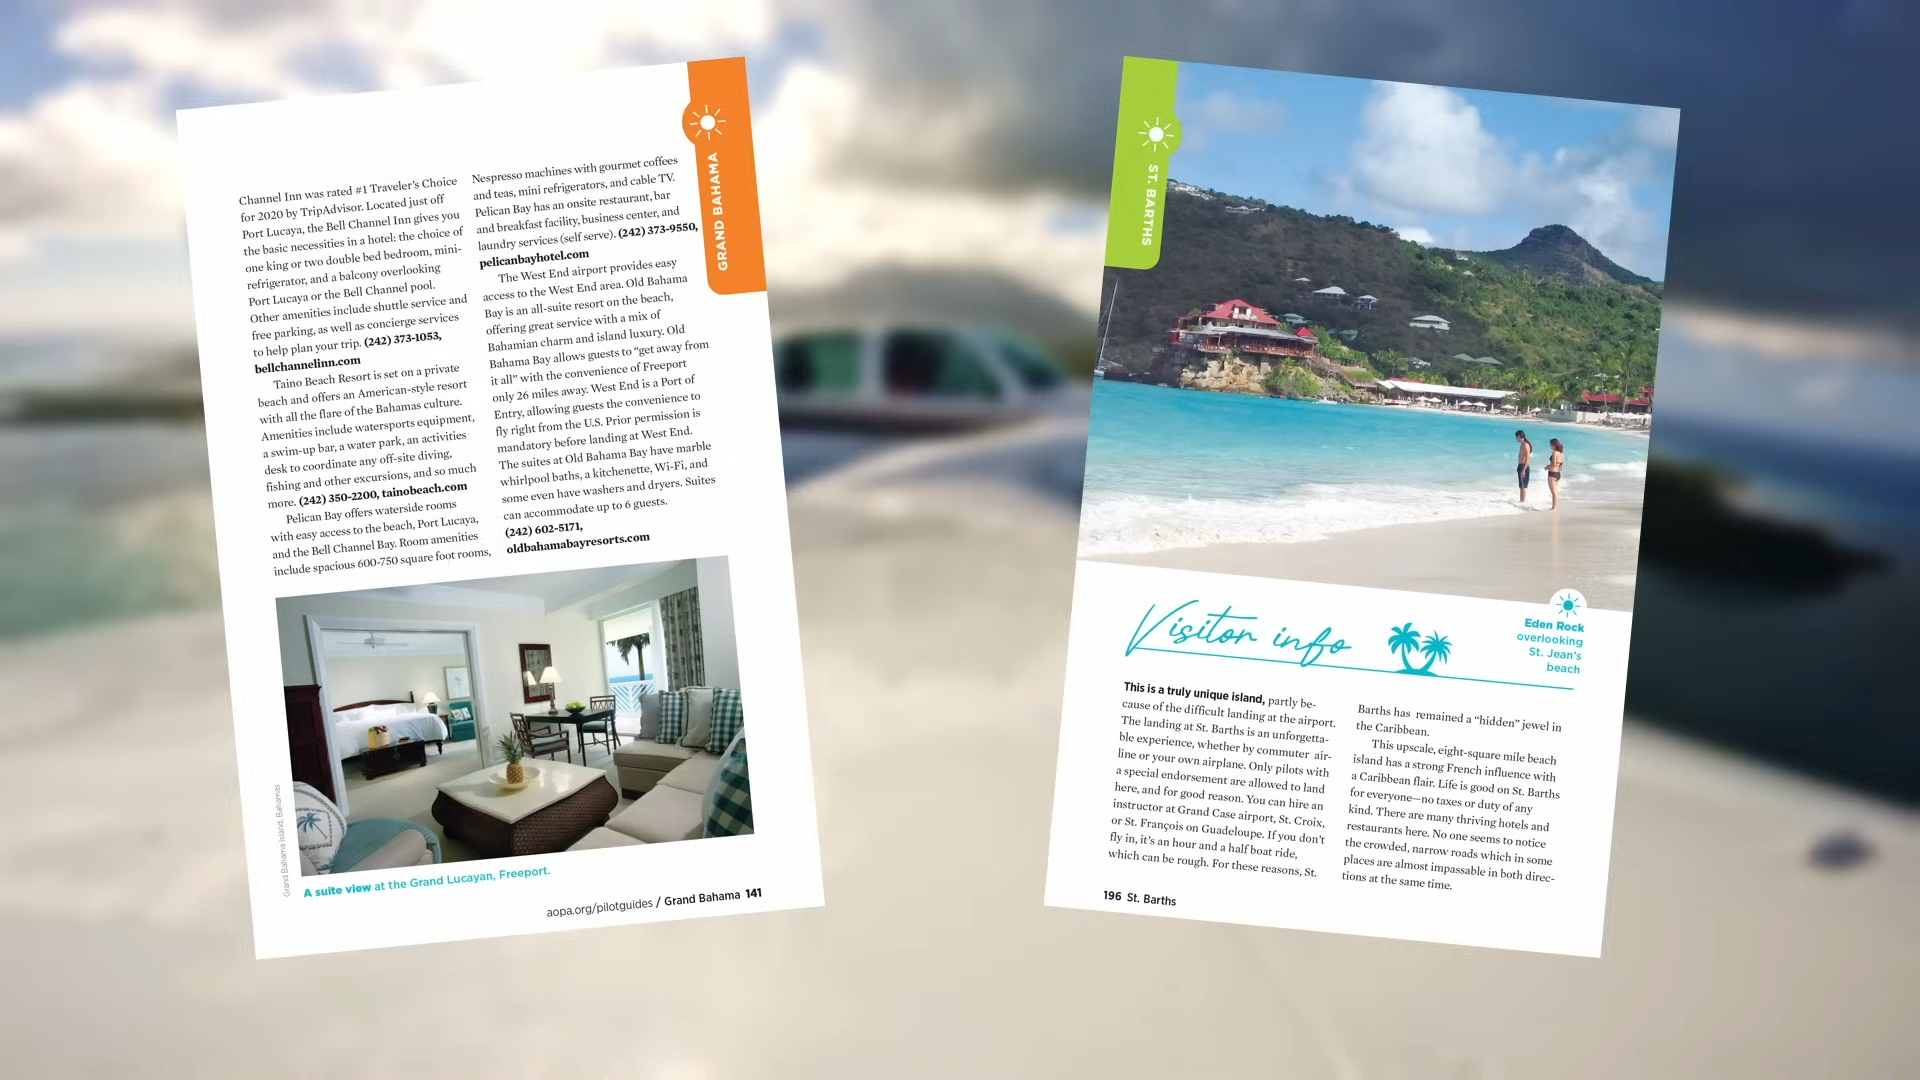 GRAND BAHAMA
Channel Inn was rated #1 Traveler's Choice
for 2020 by TripAdvisor. Located just off
Port Lucaya, the Bell Channel Inn gives you
the basic necessities in a hotel: the choice of
one king or two double bed bedroom, mini-
refrigerator, and a balcony overlooking
Port Lucaya or the Bell Channel pool.
Other amenities include shuttle service and
free parking, as well as concierge services
to help plan your trip. (242) 373-1053,
bellchannelinn.com
Taino Beach Resort is set on a private
beach and offers an American-style resort
with all the flare of the Bahamas culture.
Amenities include watersports equipment,
a swim-up bar, a water park, an activities
desk to coordinate any off-site diving,
fishing and other excursions, and so much
more. (242) 350-2200, tainobeach.com
Pelican Bay offers waterside rooms
with easy access to the beach, Port Lucaya,
and the Bell Channel Bay. Room amenities
include spacious 600-750 square foot rooms,
Nespresso machines with gourmet coffees
and teas, mini refrigerators, and cable TV.
Pelican Bay has an onsite restaurant, bar
and breakfast facility, business center, and
laundry services (self serve). (242) 373-9550,
pelicanbayhotel.com
The West End airport provides easy
access to the West End area. Old Bahama
Bay is an all-suite resort on the beach,
offering great service with a mix of
Bahamian charm and island luxury. Old
Bahama Bay allows guests to "get away from
it all" with the convenience of Freeport
only 26 miles away. West End is a Port of
Entry, allowing guests the convenience to
fly right from the U.S. Prior permission is
mandatory before landing at West End.
The suites at Old Bahama Bay have marble
whirlpool baths, a kitchenette, Wi-Fi, and
some even have washers and dryers. Suites
can accommodate up to 6 guests.
(242) 602-5171,
oldbahamabayresorts.com
Grand Bahama Island, Bahamas
A suite view at the Grand Lucayan, Freeport.
aopa.org/pilotguides / Grand Bahama 141
ST. BARTHS
Visitor info
Eden Rock
overlooking
St. Jean's
beach
This is a truly unique island, partly be-
cause of the difficult landing at the airport.
The landing at St. Barths is an unforgetta-
ble experience, whether by commuter air-
line or your own airplane. Only pilots with
a special endorsement are allowed to land
here, and for good reason. You can hire an
instructor at Grand Case airport, St. Croix,
or St. François on Guadeloupe. If you don't
fly in, it's an hour and a half boat ride,
which can be rough. For these reasons, St.
Barths has remained a "hidden" jewel in
the Caribbean.
This upscale, eight-square mile beach
island has a strong French influence with
a Caribbean flair. Life is good on St. Barths
for everyone—no taxes or duty of any
kind. There are many thriving hotels and
restaurants here. No one seems to notice
the crowded, narrow roads which in some
places are almost impassable in both direc-
tions at the same time.
196 St. Barths